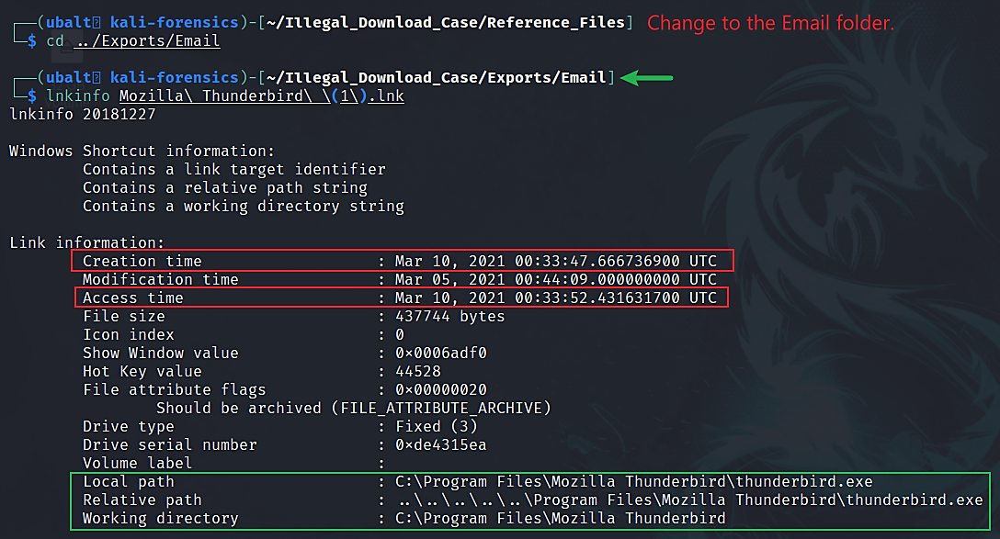 ┌──(ubalt㉿ kali-forensics)-[~/Illegal_Download_Case/Reference_Files] Change to the Email folder.
└─$ cd ../Exports/Email
┌──(ubalt㉿ kali-forensics)-[~/Illegal_Download_Case/Exports/Email]
└─$ lnkinfo Mozilla\ Thunderbird\ \(1\).lnk
lnkinfo 20181227
Windows Shortcut information:
Contains a link target identifier
Contains a relative path string
Contains a working directory string
Link information:
Creation time : Mar 10, 2021 00:33:47.666736900 UTC
Modification time : Mar 05, 2021 00:44:09.000000000 UTC
Access time : Mar 10, 2021 00:33:52.431631700 UTC
File size : 437744 bytes
Icon index : 0
Show Window value : 0×0006adf0
Hot Key value : 44528
File attribute flags : 0×00000020
Should be archived (FILE_ATTRIBUTE_ARCHIVE)
Drive type : Fixed (3)
Drive serial number : 0×de4315ea
Volume label :
Local path : C:\Program Files\Mozilla Thunderbird\thunderbird.exe
Relative path : ..\..\..\..\..\Program Files\Mozilla Thunderbird\thunderbird.exe
Working directory : C:\Program Files\Mozilla Thunderbird